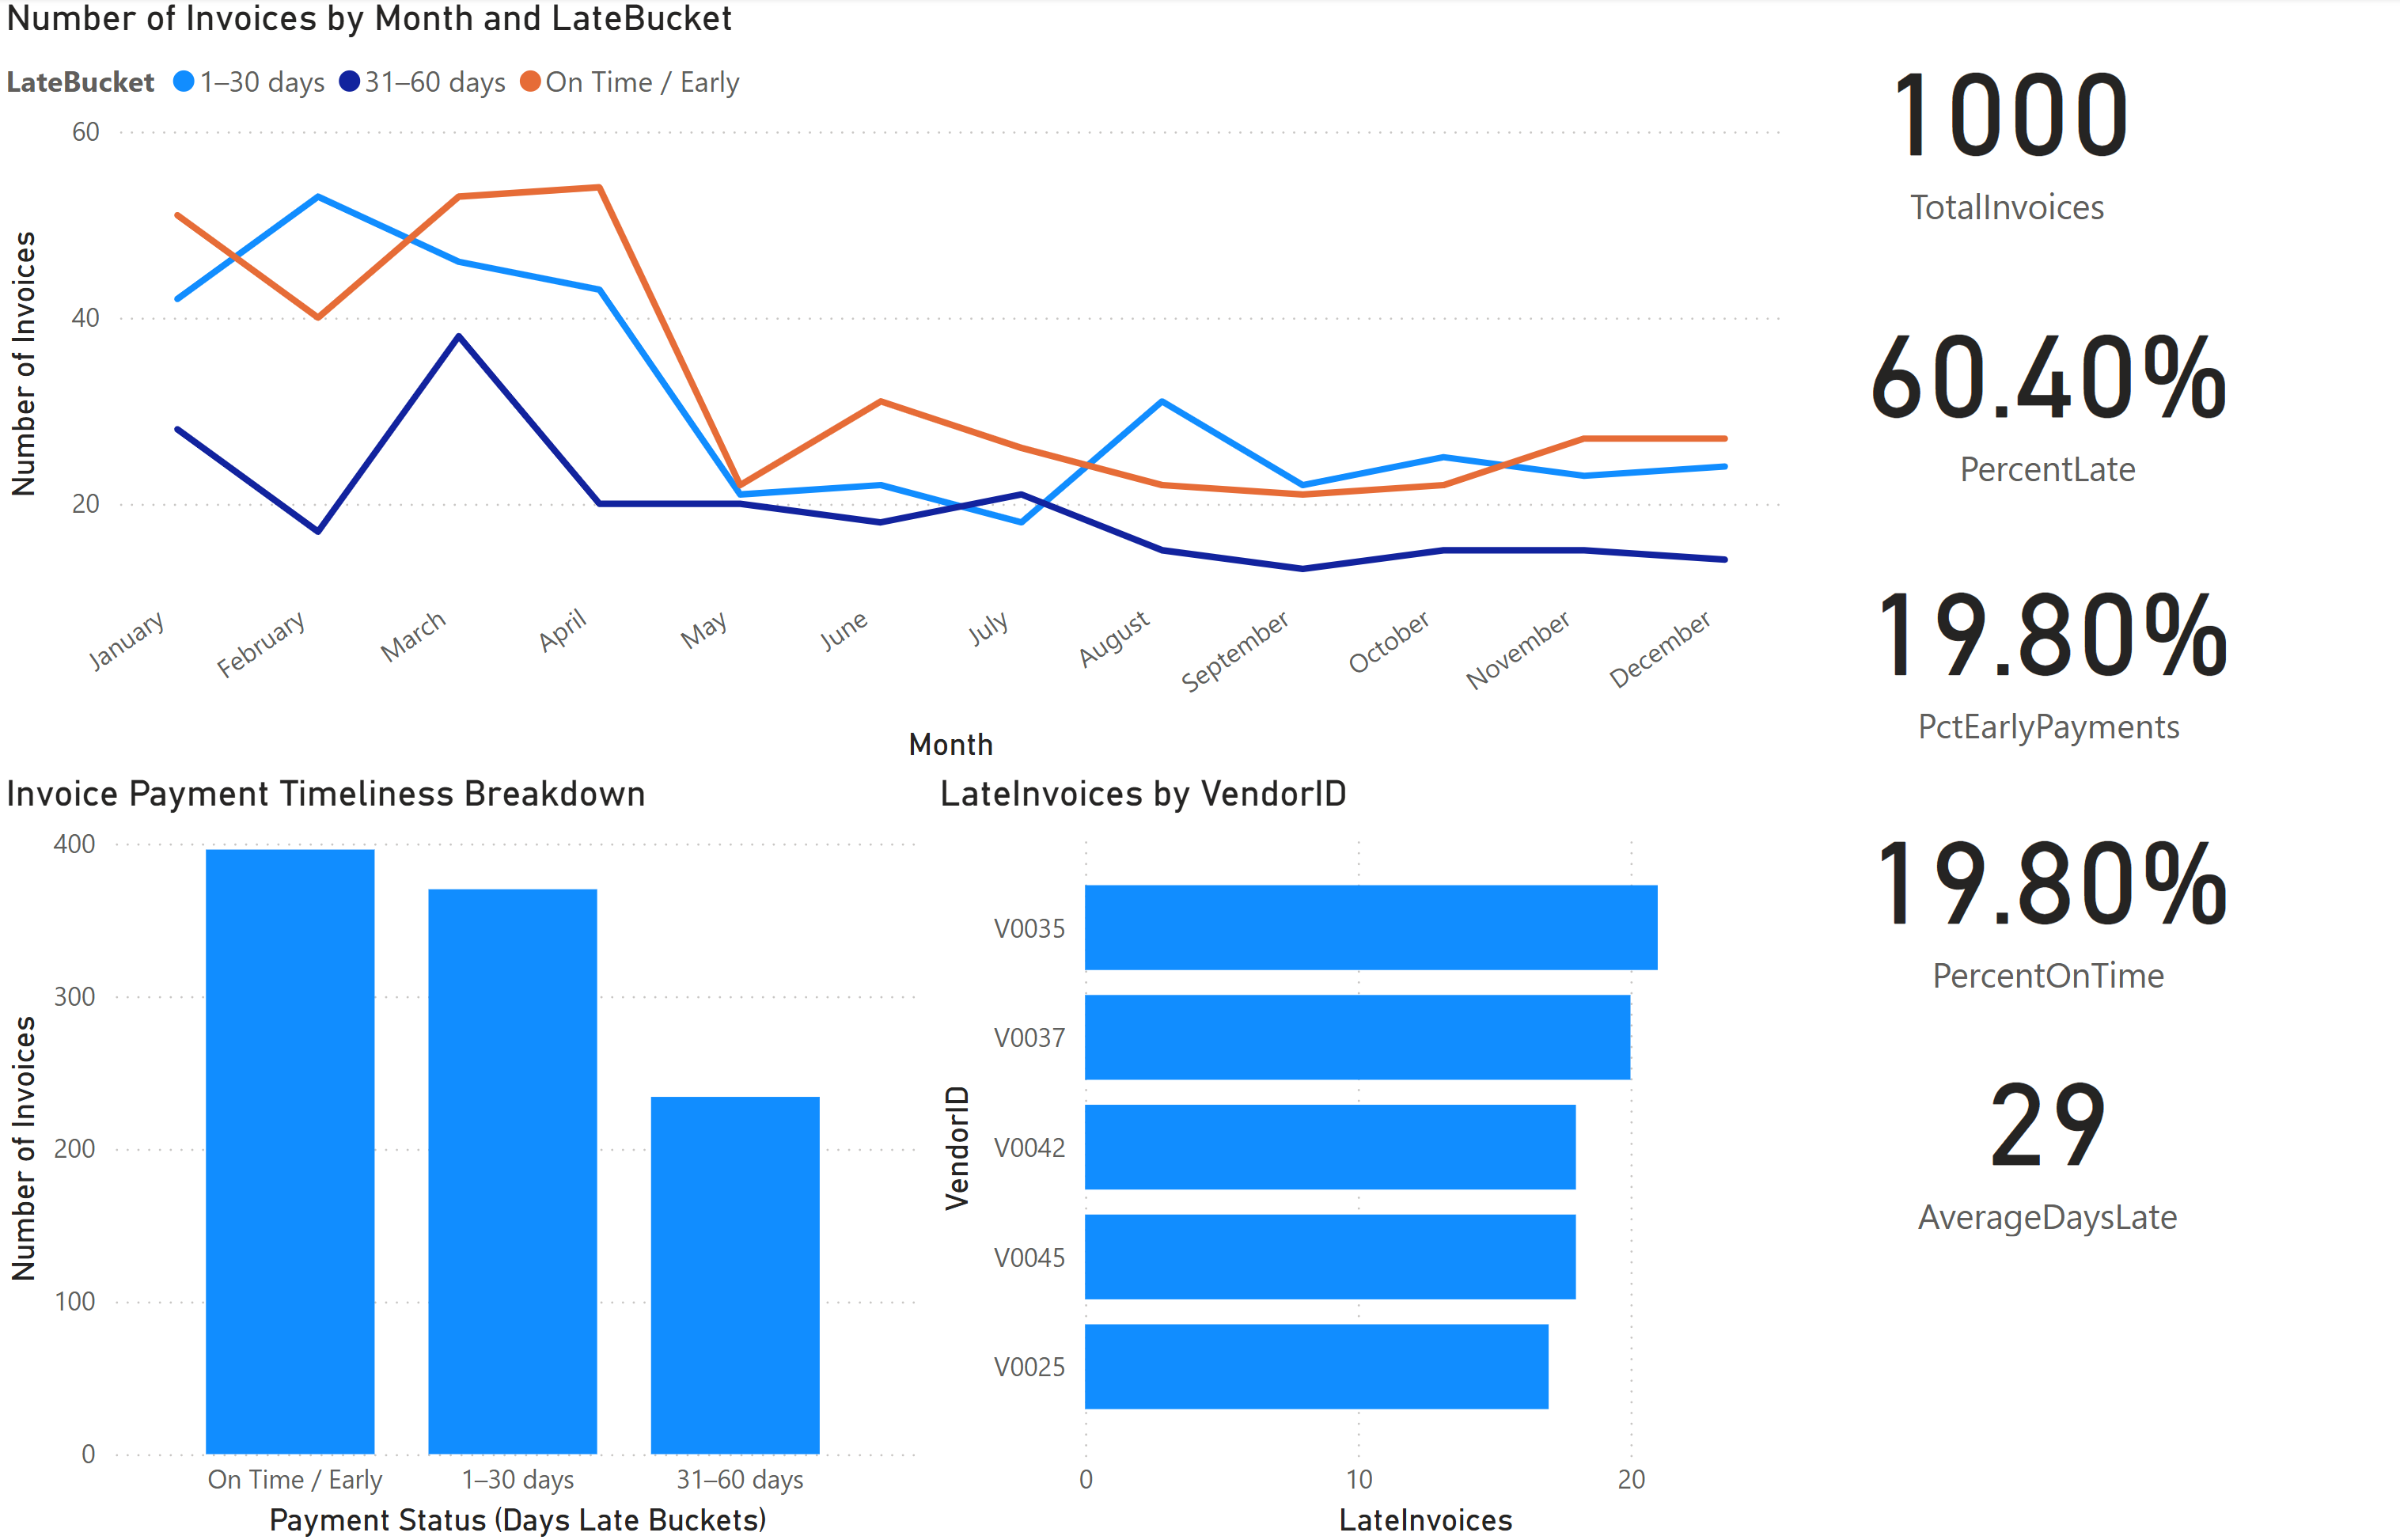 Number of Invoices by Month and LateBucket
LateBucket 1–30 days 31–60 days On Time / Early
60
40
20
Number of Invoices
January
February
March
April
May
June
July
August
September
October
November
December
Month
1000
TotalInvoices
60.40%
PercentLate
19.80%
PctEarlyPayments
19.80%
PercentOnTime
29
AverageDaysLate
Invoice Payment Timeliness Breakdown
400
300
200
100
0
Number of Invoices
On Time / Early
1–30 days
31–60 days
Payment Status (Days Late Buckets)
LateInvoices by VendorID
VendorID
V0035
V0037
V0042
V0045
V0025
0
10
20
LateInvoices